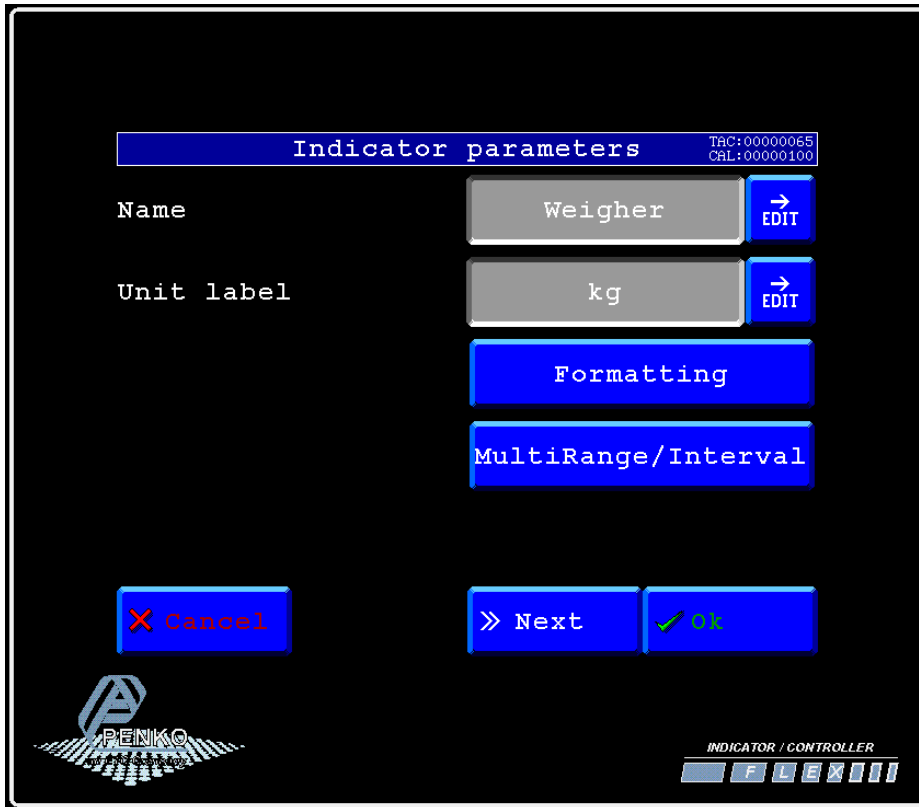 Indicator parameters
TAC:00000065
CAL:00000100
Name
Weigher
→
EDIT
Unit label
kg
→
EDIT
Formatting
MultiRange/Interval
Cancel
» Next
Ok
PENKO
INDICATOR / CONTROLLER
FLEX